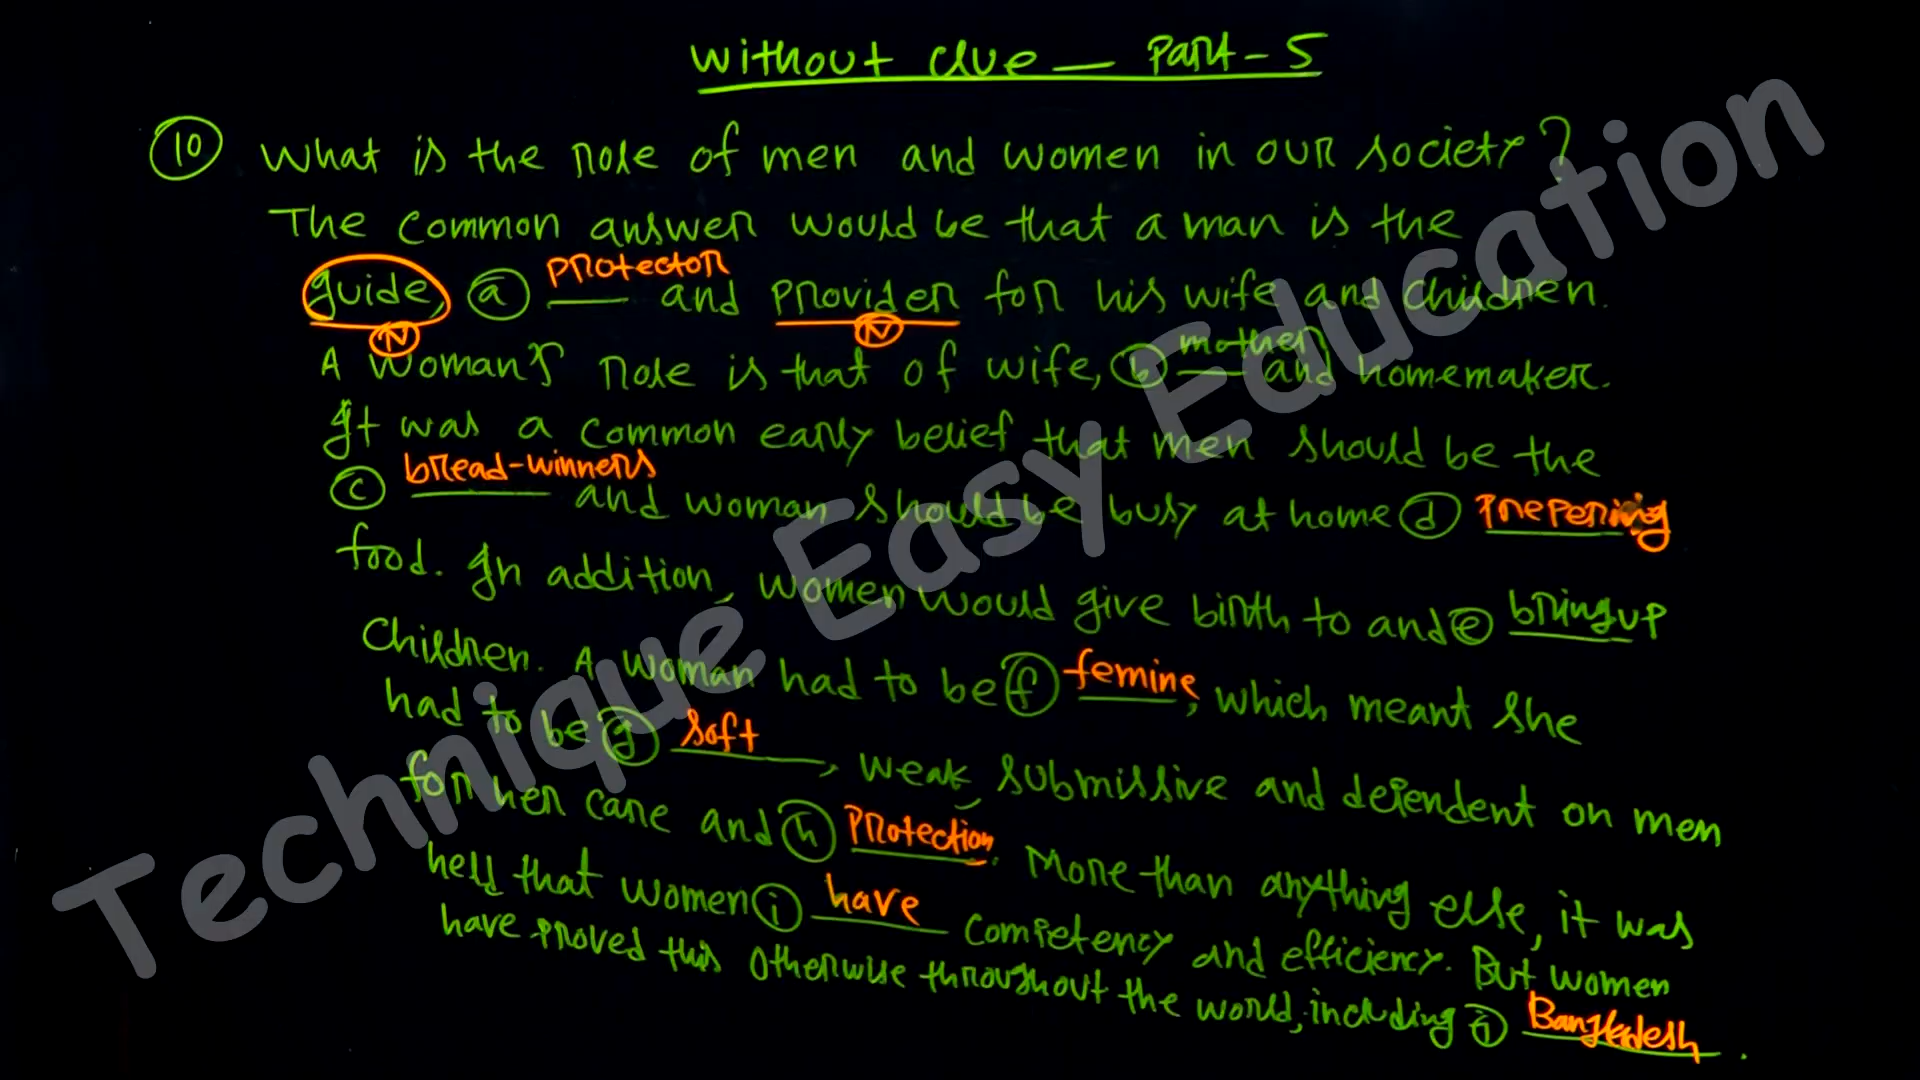 Without clue — Part-5
10 What is the role of men and women in our society?
The common answer would be that a man is the
guide, a protector and provider for his wife and children.
N N
A woman's role is that of wife, b mother and homemaker.
It was a common early belief that men should be the
c bread-winners and woman should be busy at home d prepering
food. In addition, women would give birth to and e bring up
children. A woman had to be f femine, which meant she
had to be g soft, weak, submissive and dependent on men
for her care and h protection. More than anything else, it was
held that women i have competency and efficiency. But women
have proved this otherwise throughout the world, including j Bangladesh.
Technique Easy Education